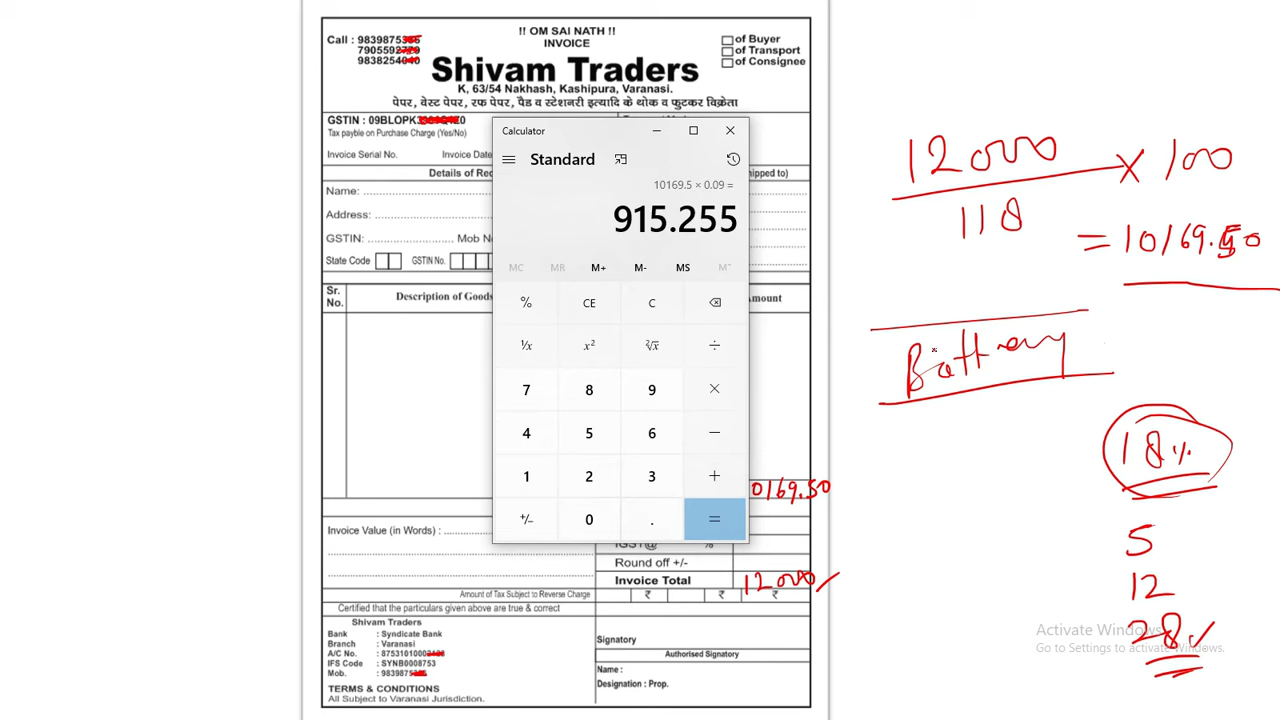 !! OM SAI NATH !!
INVOICE
Call : 9839875
7905592
9838254
of Buyer
of Transport
of Consignee
Shivam Traders
K, 63/54 Nakhash, Kashipura, Varanasi.
पेपर, वेस्ट पेपर, रफ पेपर, पैड व स्टेशनरी इत्यादि के थोक व फुटकर विक्रेता
GSTIN : 09BLOPK
Tax payble on Purchase Charge (Yes/No)
Invoice Serial No. Invoice Date
Details of Rec
hipped to)
Name:
Address:
GSTIN: Mob N
State Code GSTIN No.
Sr. No. Description of Goods
mount
Calculator
Standard
10169.5 × 0.09 =
915.255
MC MR M+ M- MS M˅
% CE C
¹/x x² ²√x ÷
7 8 9 ×
4 5 6 −
1 2 3 +
+/− 0 . =
0169.50
Invoice Value (in Words) :
IGST@ %
Round off +/-
Invoice Total 12000/
Amount of Tax Subject to Reverse Charge ₹ ₹ ₹
Certified that the particulars given above are true & correct
Shivam Traders
Bank : Syndicate Bank
Branch : Varanasi
A/C No. : 8753101000
IFS Code : SYNB0008753
Mob. : 9839875
TERMS & CONDITIONS
All Subject to Varanasi Jurisdiction.
Signatory
Authorised Signatory
Name :
Designation : Prop.
12000 × 100
118
= 10169.50
Battery
18%
5
12
28
Activate Windows
Go to Settings to activate Windows.